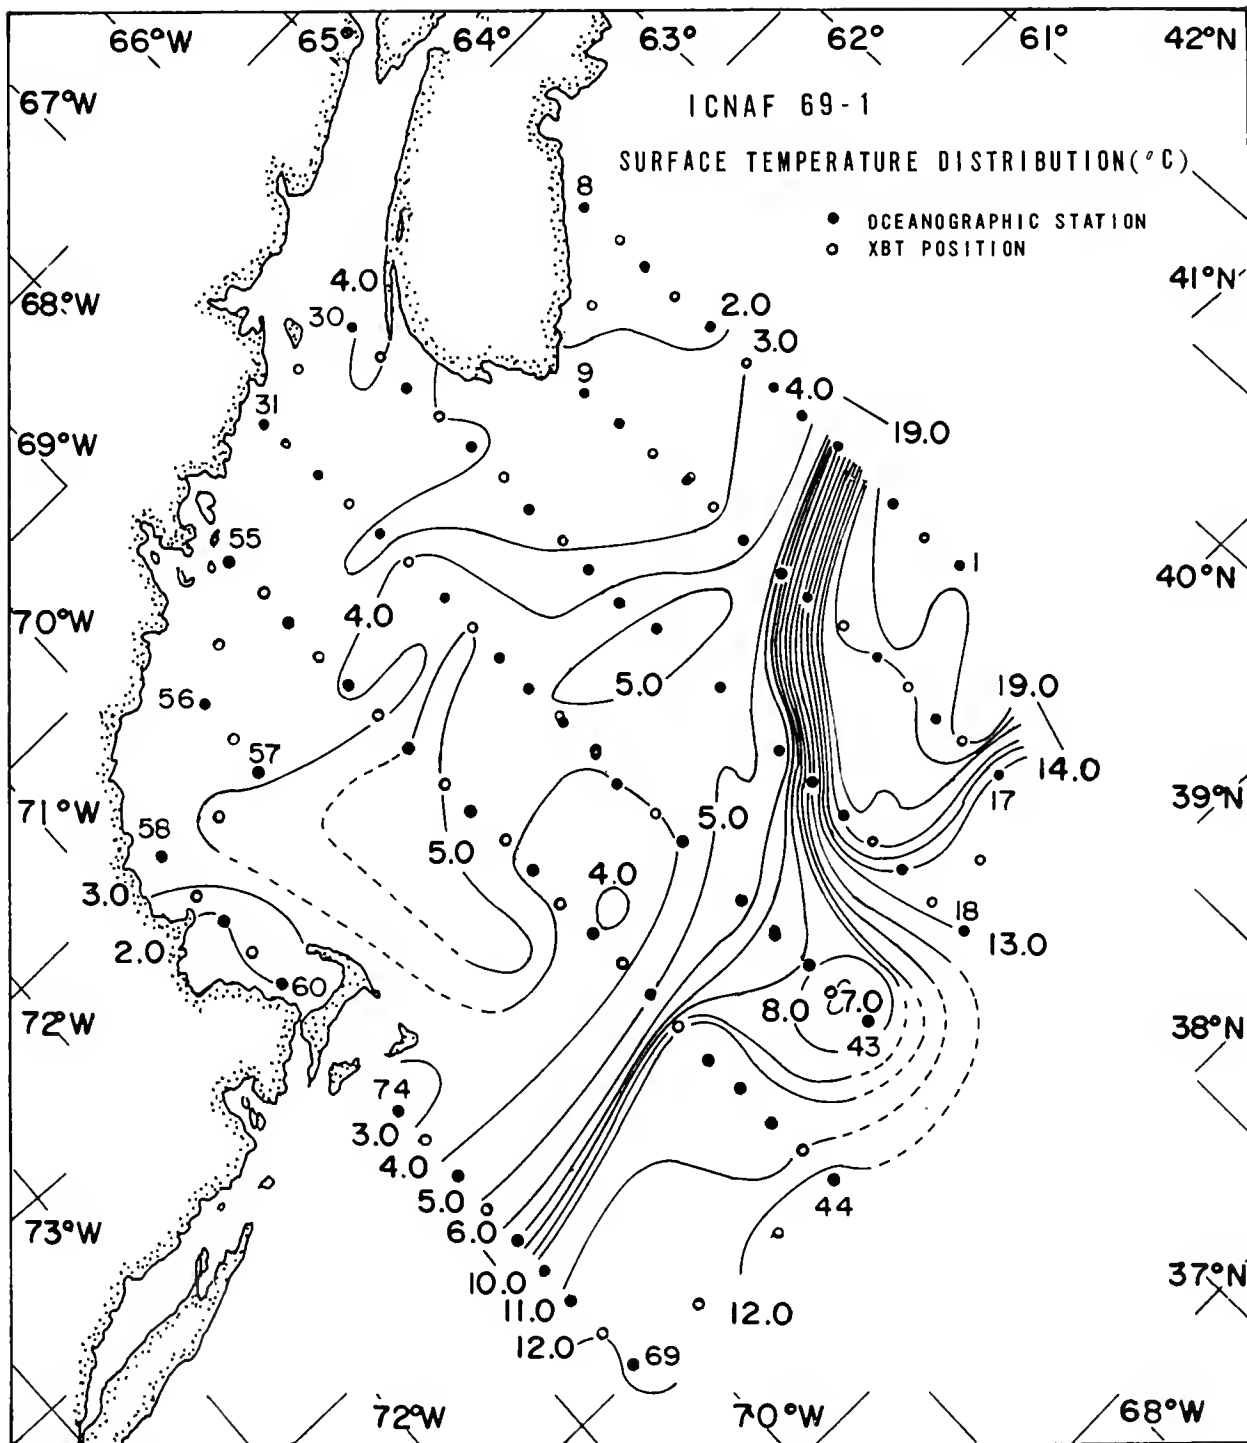 66°W 65° 64° 63° 62° 61° 42°N
67°W
ICNAF 69-1
SURFACE TEMPERATURE DISTRIBUTION(°C)
8
● OCEANOGRAPHIC STATION
○ XBT POSITION
4.0
41°N
68°W
30
2.0
3.0
9
4.0
31
19.0
69°W
55
1
40°N
70°W
4.0
5.0
19.0
56
57
14.0
17
39°N
71°W
5.0
58
5.0
4.0
3.0
18
13.0
2.0
60
8.0
7.0
72°W
43
38°N
74
3.0
4.0
5.0
44
6.0
73°W
10.0
37°N
11.0
12.0
12.0
69
72°W 70°W 68°W